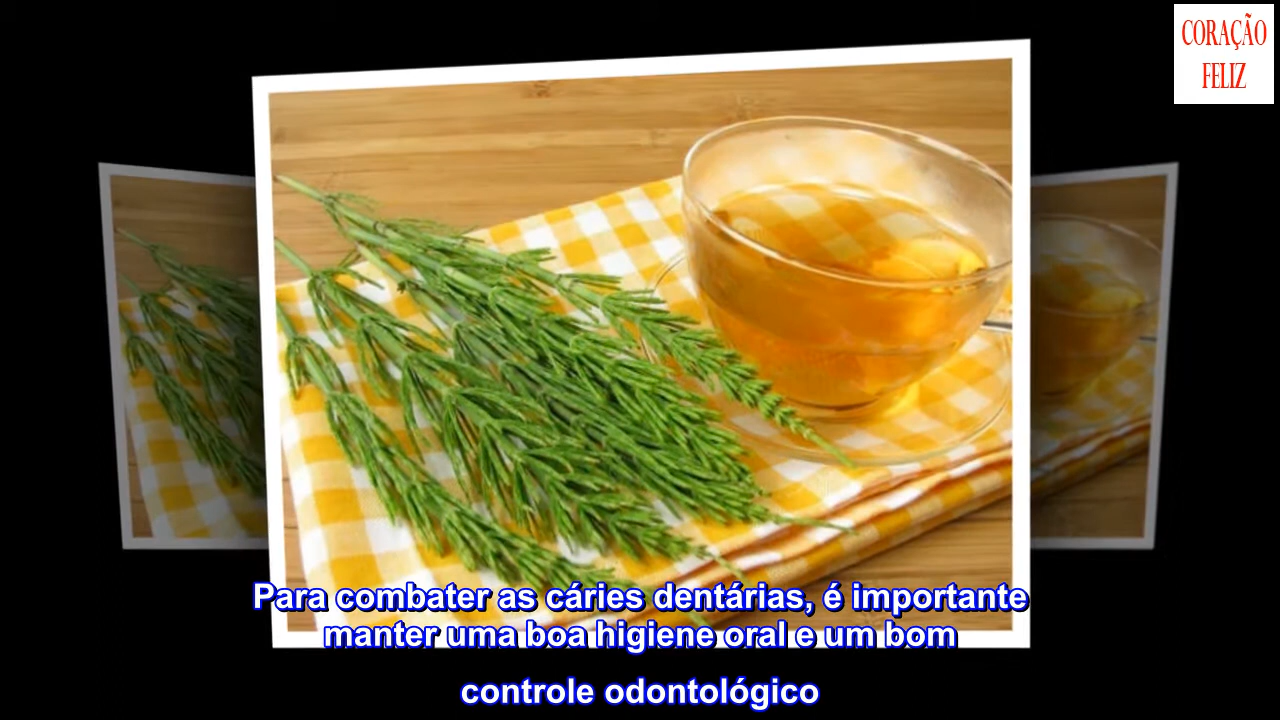 CORAÇÃO
FELIZ
Para combater as cáries dentárias, é importante
manter uma boa higiene oral e um bom
controle odontológico